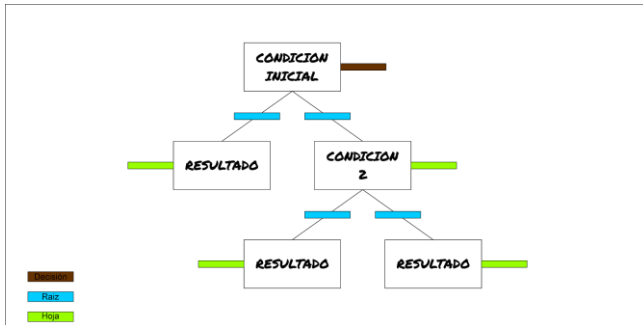 CONDICION
INICIAL
RESULTADO
CONDICION
2
RESULTADO
RESULTADO
Decisión
Raiz
Hoja